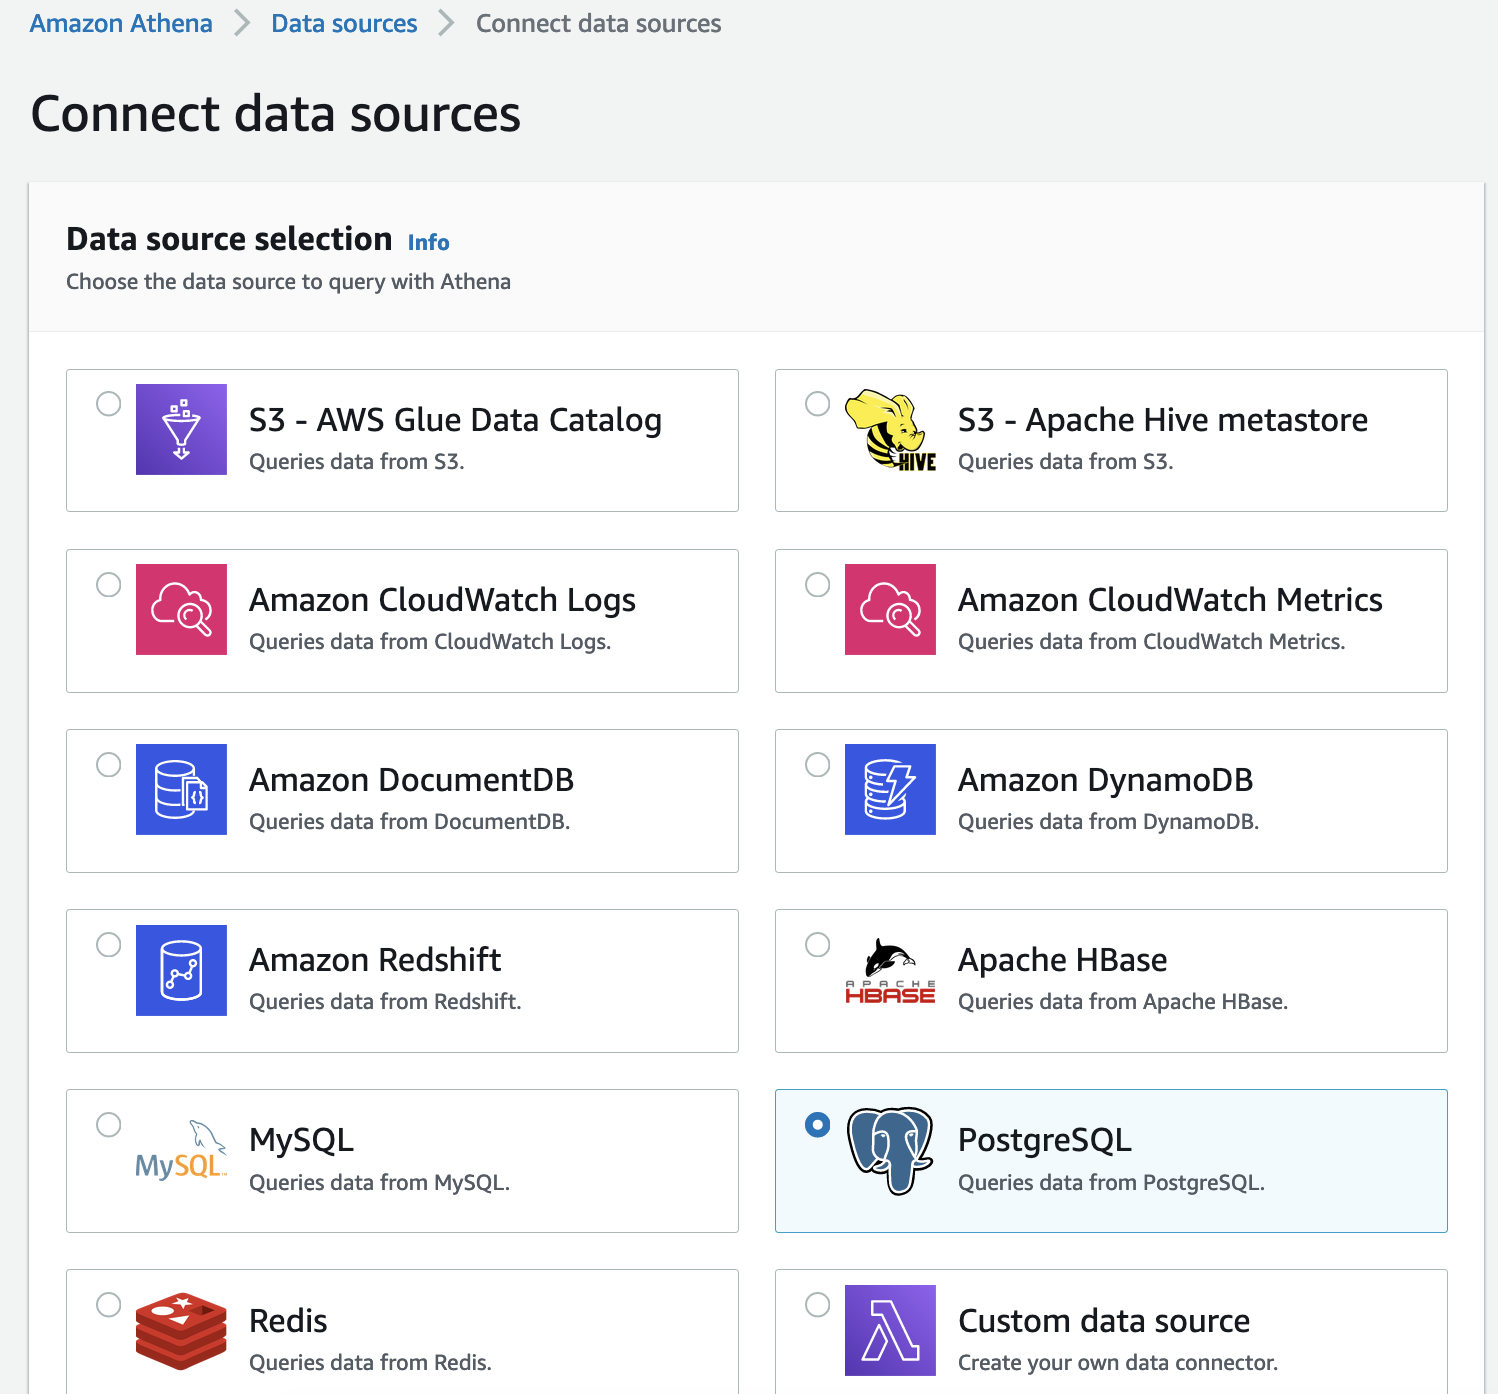 Amazon Athena > Data sources > Connect data sources
Connect data sources
Data source selection Info
Choose the data source to query with Athena
S3 - AWS Glue Data Catalog
Queries data from S3.
HIVE
S3 - Apache Hive metastore
Queries data from S3.
Amazon CloudWatch Logs
Queries data from CloudWatch Logs.
Amazon CloudWatch Metrics
Queries data from CloudWatch Metrics.
Amazon DocumentDB
Queries data from DocumentDB.
Amazon DynamoDB
Queries data from DynamoDB.
Amazon Redshift
Queries data from Redshift.
APACHE
HBASE
Apache HBase
Queries data from Apache HBase.
MySQL
MySQL
Queries data from MySQL.
PostgreSQL
Queries data from PostgreSQL.
Redis
Queries data from Redis.
Custom data source
Create your own data connector.